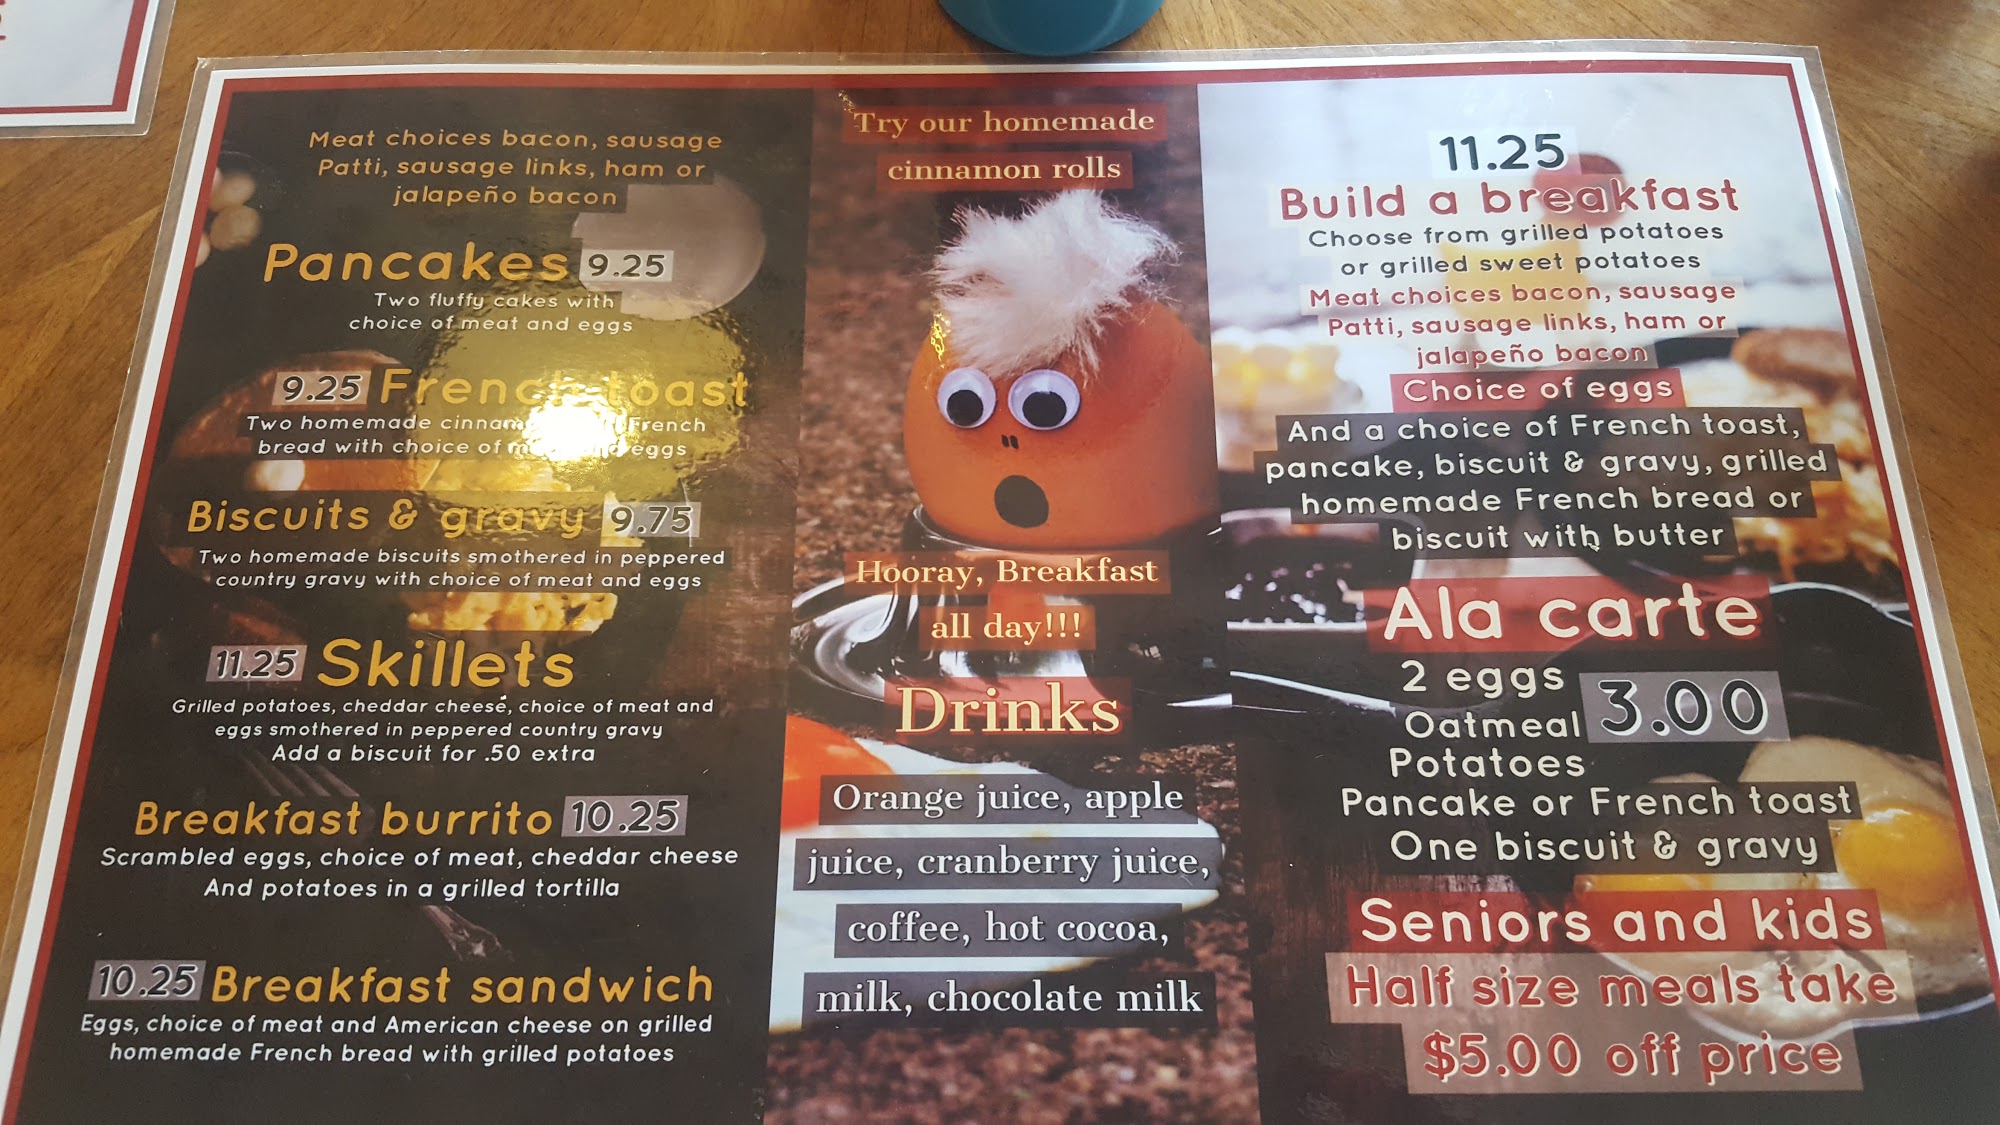 Meat choices bacon, sausage
Patti, sausage links, ham or
jalapeño bacon
Pancakes 9.25
Two fluffy cakes with
choice of meat and eggs
9.25 French toast
Two homemade French
bread with choice of eggs
Biscuits & gravy 9.75
Two homemade biscuits smothered in peppered
country gravy with choice of meat and eggs
11.25 Skillets
Grilled potatoes, cheddar cheese, choice of meat and
eggs smothered in peppered country gravy
Add a biscuit for .50 extra
Breakfast burrito 10.25
Scrambled eggs, choice of meat, cheddar cheese
And potatoes in a grilled tortilla
10.25 Breakfast sandwich
Eggs, choice of meat and American cheese on grilled
homemade French bread with grilled potatoes
Try our homemade
cinnamon rolls
Hooray, Breakfast
all day!!!
Drinks
Orange juice, apple
juice, cranberry juice,
coffee, hot cocoa,
milk, chocolate milk
11.25
Build a breakfast
Choose from grilled potatoes
or grilled sweet potatoes
Meat choices bacon, sausage
Patti, sausage links, ham or
jalapeño bacon
Choice of eggs
And a choice of French toast,
pancake, biscuit & gravy, grilled
homemade French bread or
biscuit with butter
Ala carte
2 eggs
Oatmeal 3.00
Potatoes
Pancake or French toast
One biscuit & gravy
Seniors and kids
Half size meals take
$5.00 off price